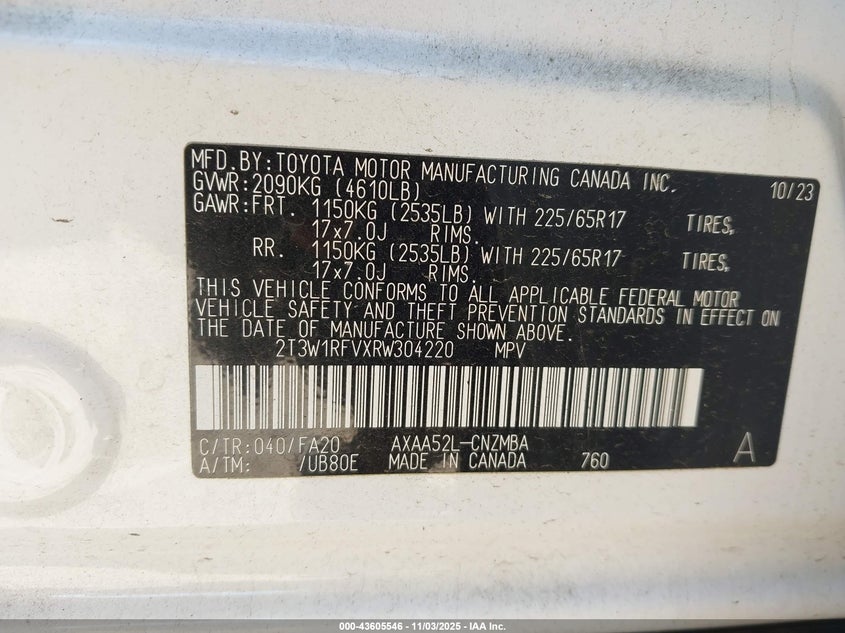 MFD.BY:TOYOTA MOTOR MANUFACTURING CANADA INC. 10/23
GVWR:2090KG (4610LB)
GAWR:FRT. 1150KG (2535LB) WITH 225/65R17 TIRES,
17x7.0J RIMS.
RR. 1150KG (2535LB) WITH 225/65R17 TIRES,
17x7.0J RIMS.
THIS VEHICLE CONFORMS TO ALL APPLICABLE FEDERAL MOTOR
VEHICLE SAFETY AND THEFT PREVENTION STANDARDS IN EFFECT ON
THE DATE OF MANUFACTURE SHOWN ABOVE.
2T3W1RFVXRW304220 MPV
C/TR:040/FA20 AXAA52L-CNZMBA
A/TM: /UB80E MADE IN CANADA 760 A
000-43605546 - 11/03/2025 - IAA Inc.